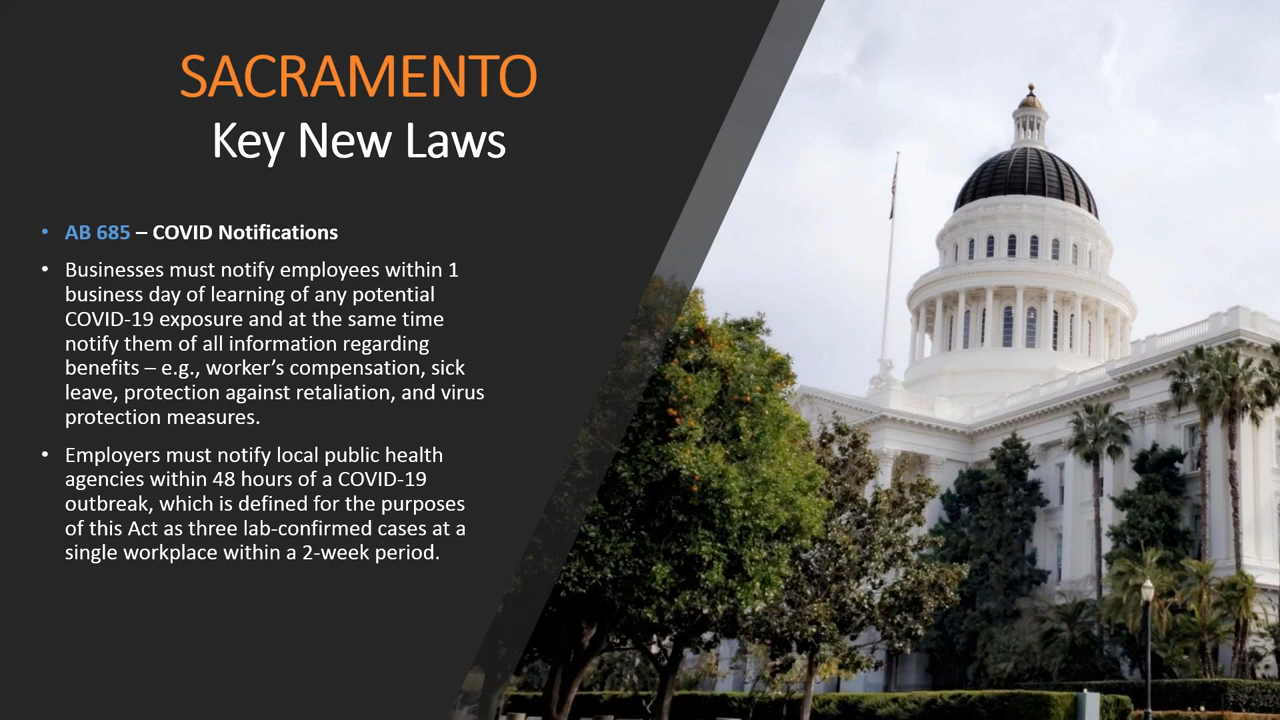 SACRAMENTO
Key New Laws
• AB 685 – COVID Notifications
• Businesses must notify employees within 1
business day of learning of any potential
COVID-19 exposure and at the same time
notify them of all information regarding
benefits – e.g., worker's compensation, sick
leave, protection against retaliation, and virus
protection measures.
• Employers must notify local public health
agencies within 48 hours of a COVID-19
outbreak, which is defined for the purposes
of this Act as three lab-confirmed cases at a
single workplace within a 2-week period.